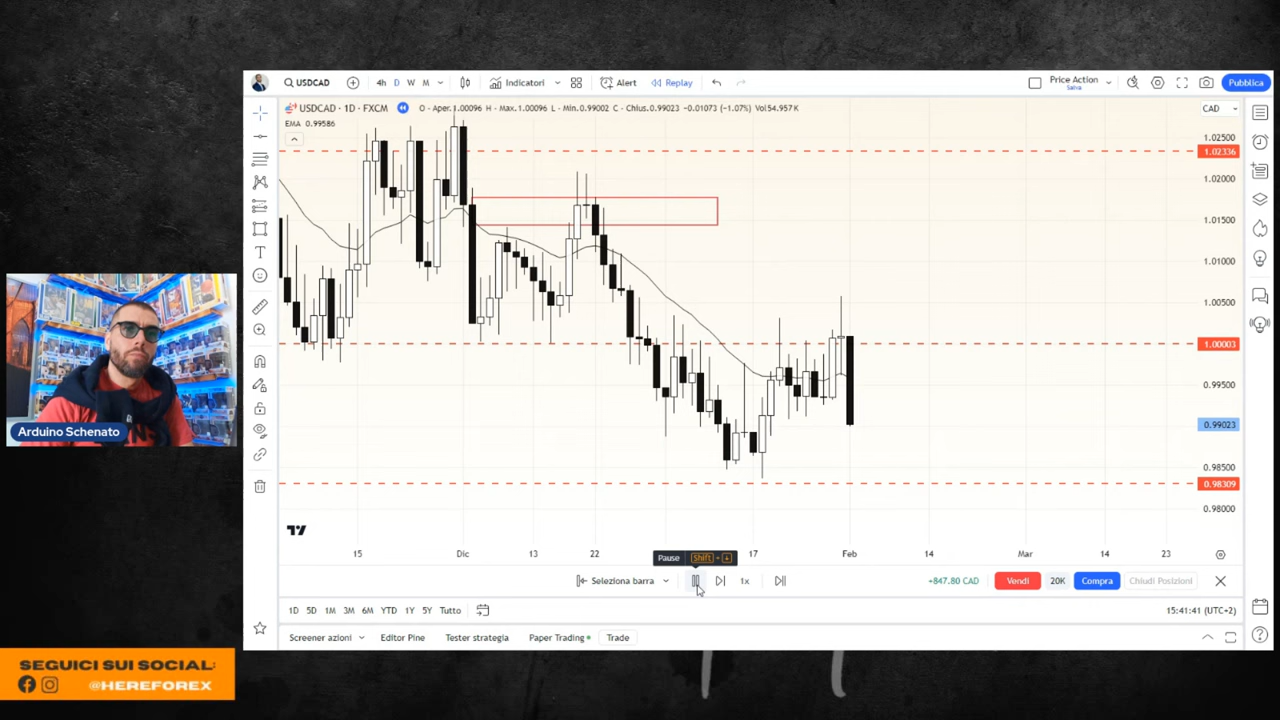 USDCAD
4h D W M
Indicatori
Alert
Replay
Price Action
Salva
Pubblica
USDCAD · 1D · FXCM O - Aper.1.00096 H - Max.1.00096 L - Min.0.99002 C - Chius.0.99023 -0.01073 (-1.07%) Vol54.957K
CAD
EMA 0.99586
1.02500
1.02336
1.02000
1.01500
1.01000
1.00500
1.00003
0.99500
0.99023
0.98500
0.98309
0.98000
Arduino Schenato
15 Dic 13 22 17 Feb 14 Mar 14 23
Pause Shift + ↓
Seleziona barra
1x
+847.80 CAD
Vendi
20K
Compra
Chiudi Posizioni
1D 5D 1M 3M 6M YTD 1Y 5Y Tutto
15:41:41 (UTC+2)
Screener azioni
Editor Pine
Tester strategia
Paper Trading
Trade
SEGUICI SUI SOCIAL:
@HEREFOREX